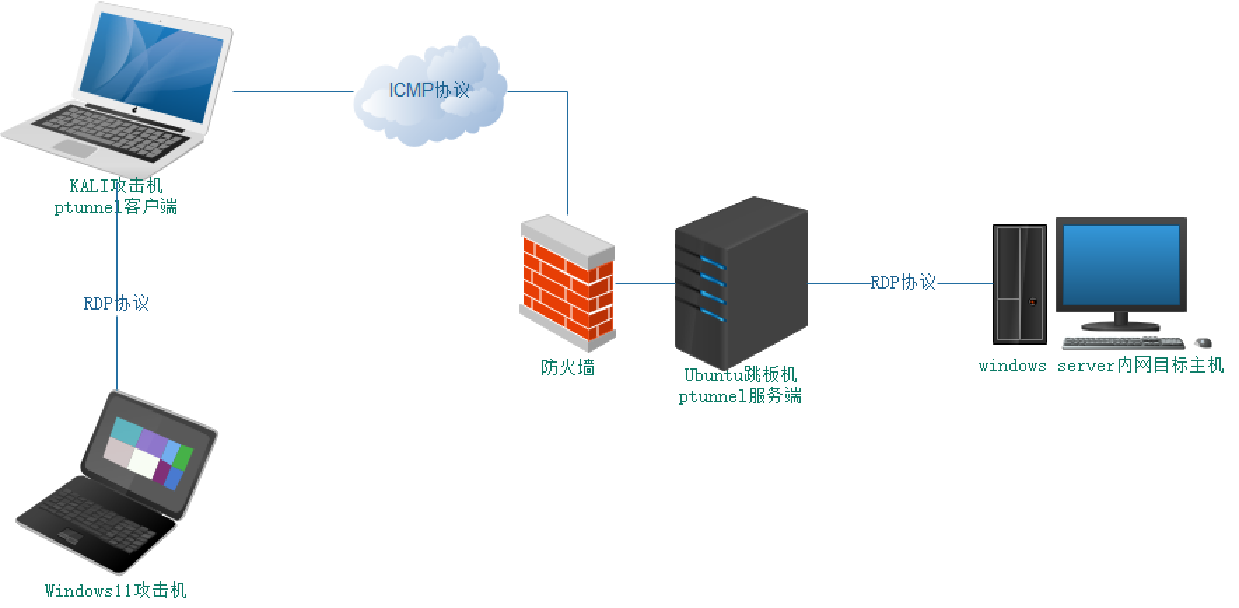 ICMP协议
KALI攻击机
ptunnel客户端
RDP协议
RDP协议
防火墙
Ubuntu跳板机
ptunnel服务端
windows server内网目标主机
Windows11攻击机